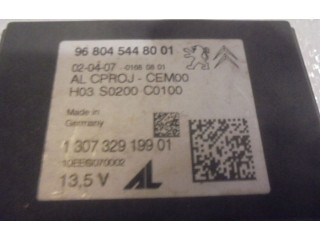 96 804 544 80 01
02-04-07 -0168 08 01
AL CPROJ - CEM00
H03 S0200 C0100
Made in
1 307 329 199 01
13,5 V AL